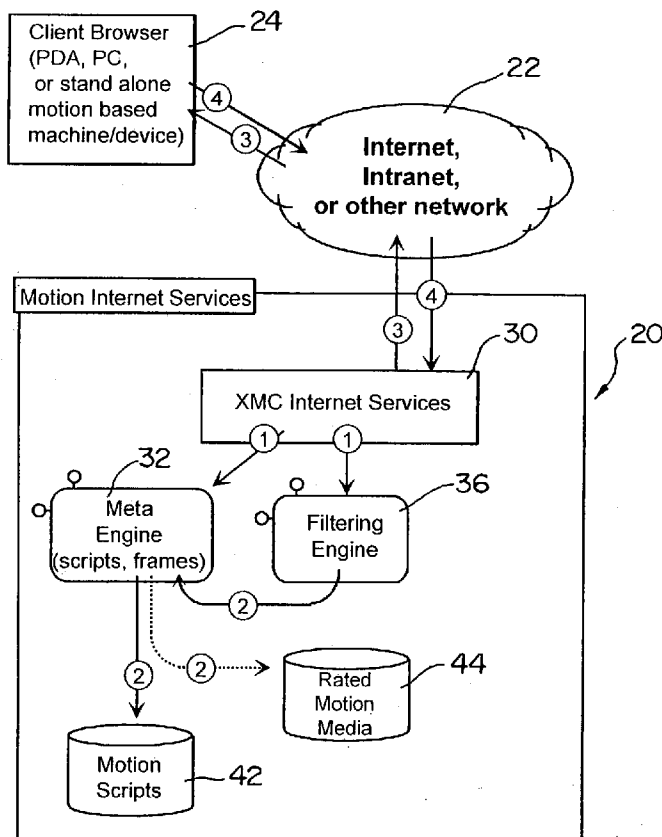 Client Browser
(PDA, PC,
or stand alone
motion based
machine/device)
24
4
3
22
Internet,
Intranet,
or other network
Motion Internet Services
3
4
30
20
XMC Internet Services
1
1
32
Meta
Engine
(scripts, frames)
36
Filtering
Engine
2
2
2
Rated
Motion
Media
44
Motion
Scripts
42